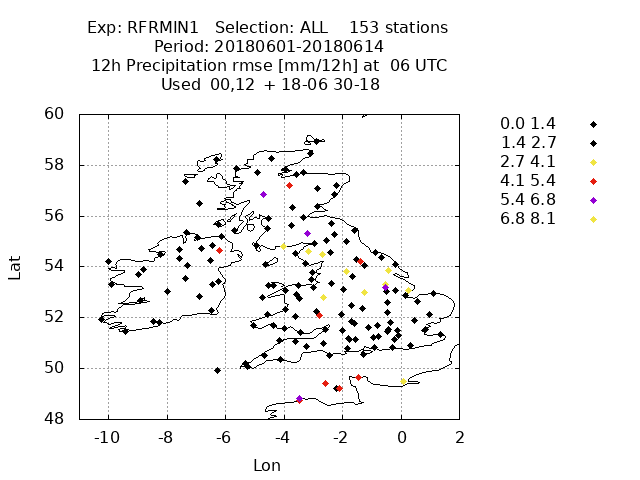 Exp: RFRMIN1 Selection: ALL 153 stations
Period: 20180601-20180614
12h Precipitation rmse [mm/12h] at 06 UTC
Used 00,12 + 18-06 30-18
60
58
56
54
52
50
48
Lat
-10 -8 -6 -4 -2 0 2
Lon
0.0 1.4
1.4 2.7
2.7 4.1
4.1 5.4
5.4 6.8
6.8 8.1